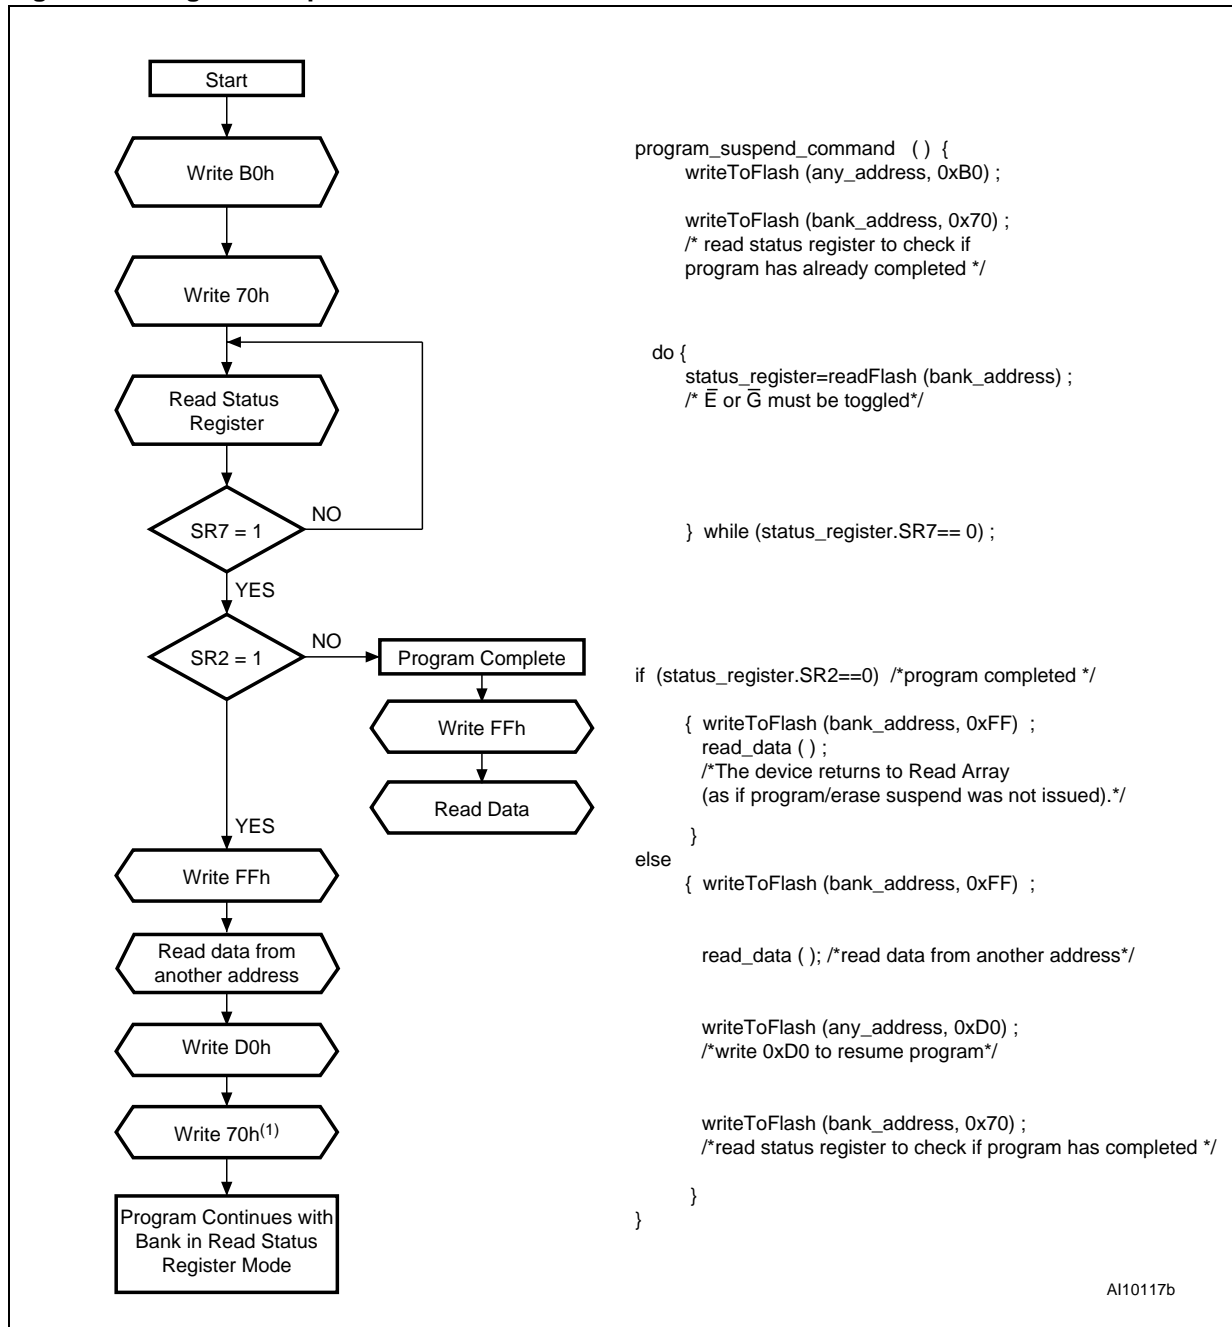 Start
Write B0h
Write 70h
Read Status
Register
SR7 = 1
NO
YES
SR2 = 1
NO
Program Complete
Write FFh
Read Data
YES
Write FFh
Read data from
another address
Write D0h
Write 70h(1)
Program Continues with
Bank in Read Status
Register Mode
program_suspend_command ( ) {
writeToFlash (any_address, 0xB0) ;
writeToFlash (bank_address, 0x70) ;
/* read status register to check if
program has already completed */
do {
status_register=readFlash (bank_address) ;
/* E̅ or G̅ must be toggled*/
} while (status_register.SR7== 0) ;
if (status_register.SR2==0) /*program completed */
{ writeToFlash (bank_address, 0xFF) ;
read_data ( ) ;
/*The device returns to Read Array
(as if program/erase suspend was not issued).*/
}
else
{ writeToFlash (bank_address, 0xFF) ;
read_data ( ); /*read data from another address*/
writeToFlash (any_address, 0xD0) ;
/*write 0xD0 to resume program*/
writeToFlash (bank_address, 0x70) ;
/*read status register to check if program has completed */
}
}
AI10117b